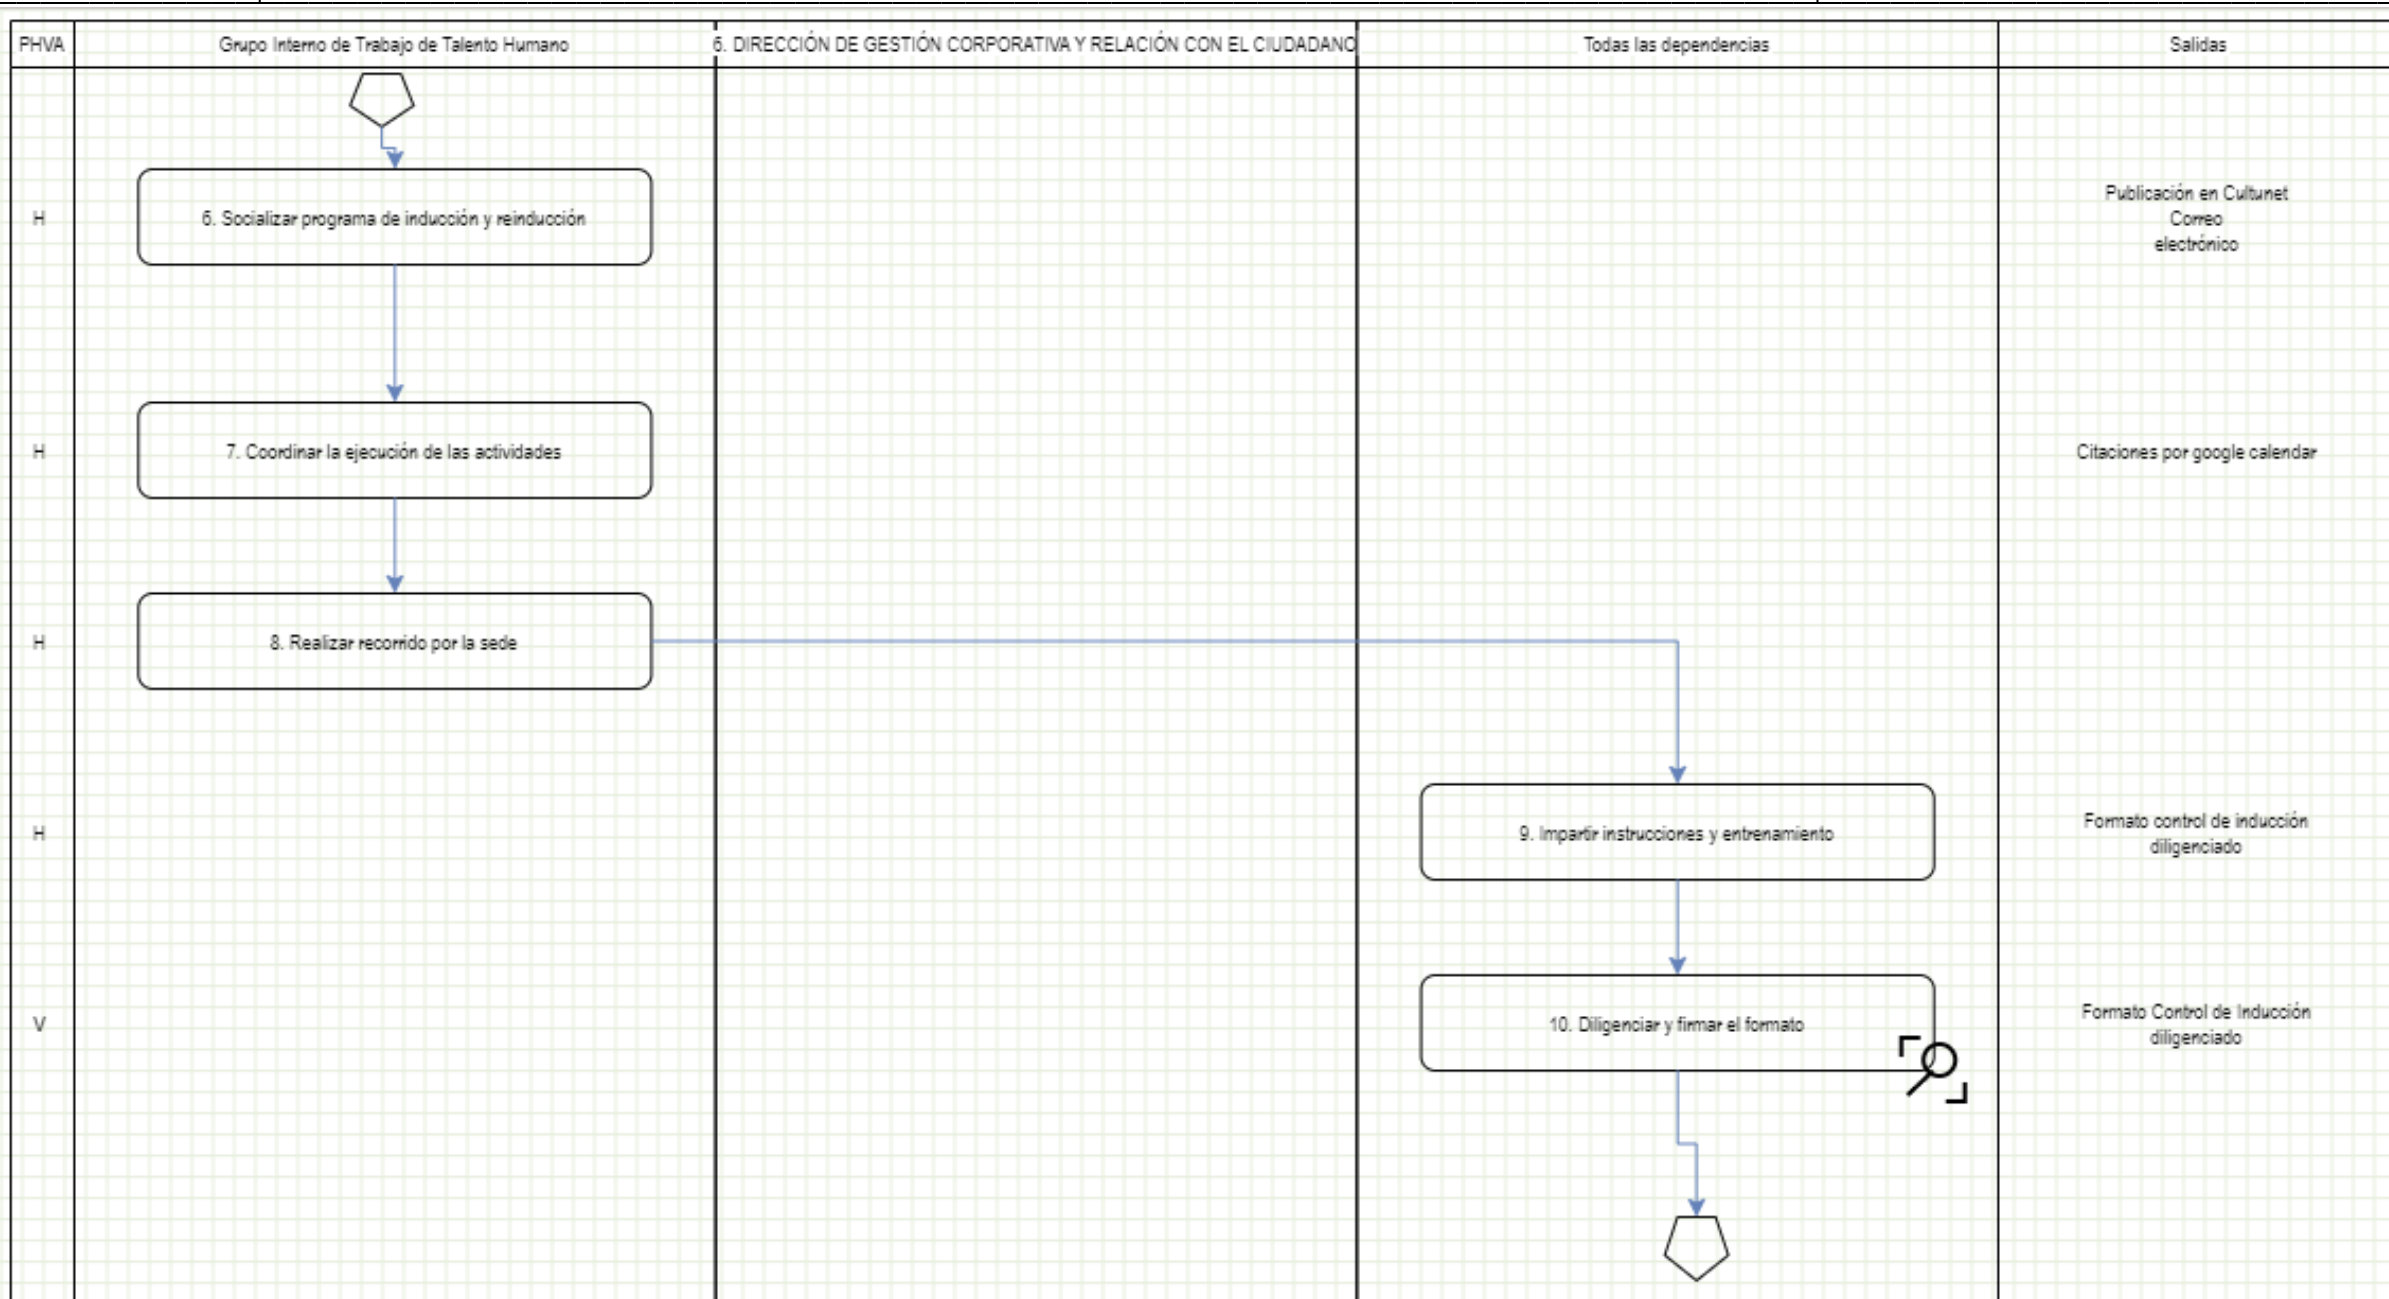 PHVA
Grupo Interno de Trabajo de Talento Humano
6. DIRECCIÓN DE GESTIÓN CORPORATIVA Y RELACIÓN CON EL CIUDADANO
Todas las dependencias
Salidas
H
6. Socializar programa de inducción y reinducción
Publicación en Cultunet
Correo
electrónico
H
7. Coordinar la ejecución de las actividades
Citaciones por google calendar
H
8. Realizar recorrido por la sede
H
9. Impartir instrucciones y entrenamiento
Formato control de inducción
diligenciado
V
10. Diligenciar y firmar el formato
Formato Control de Inducción
diligenciado